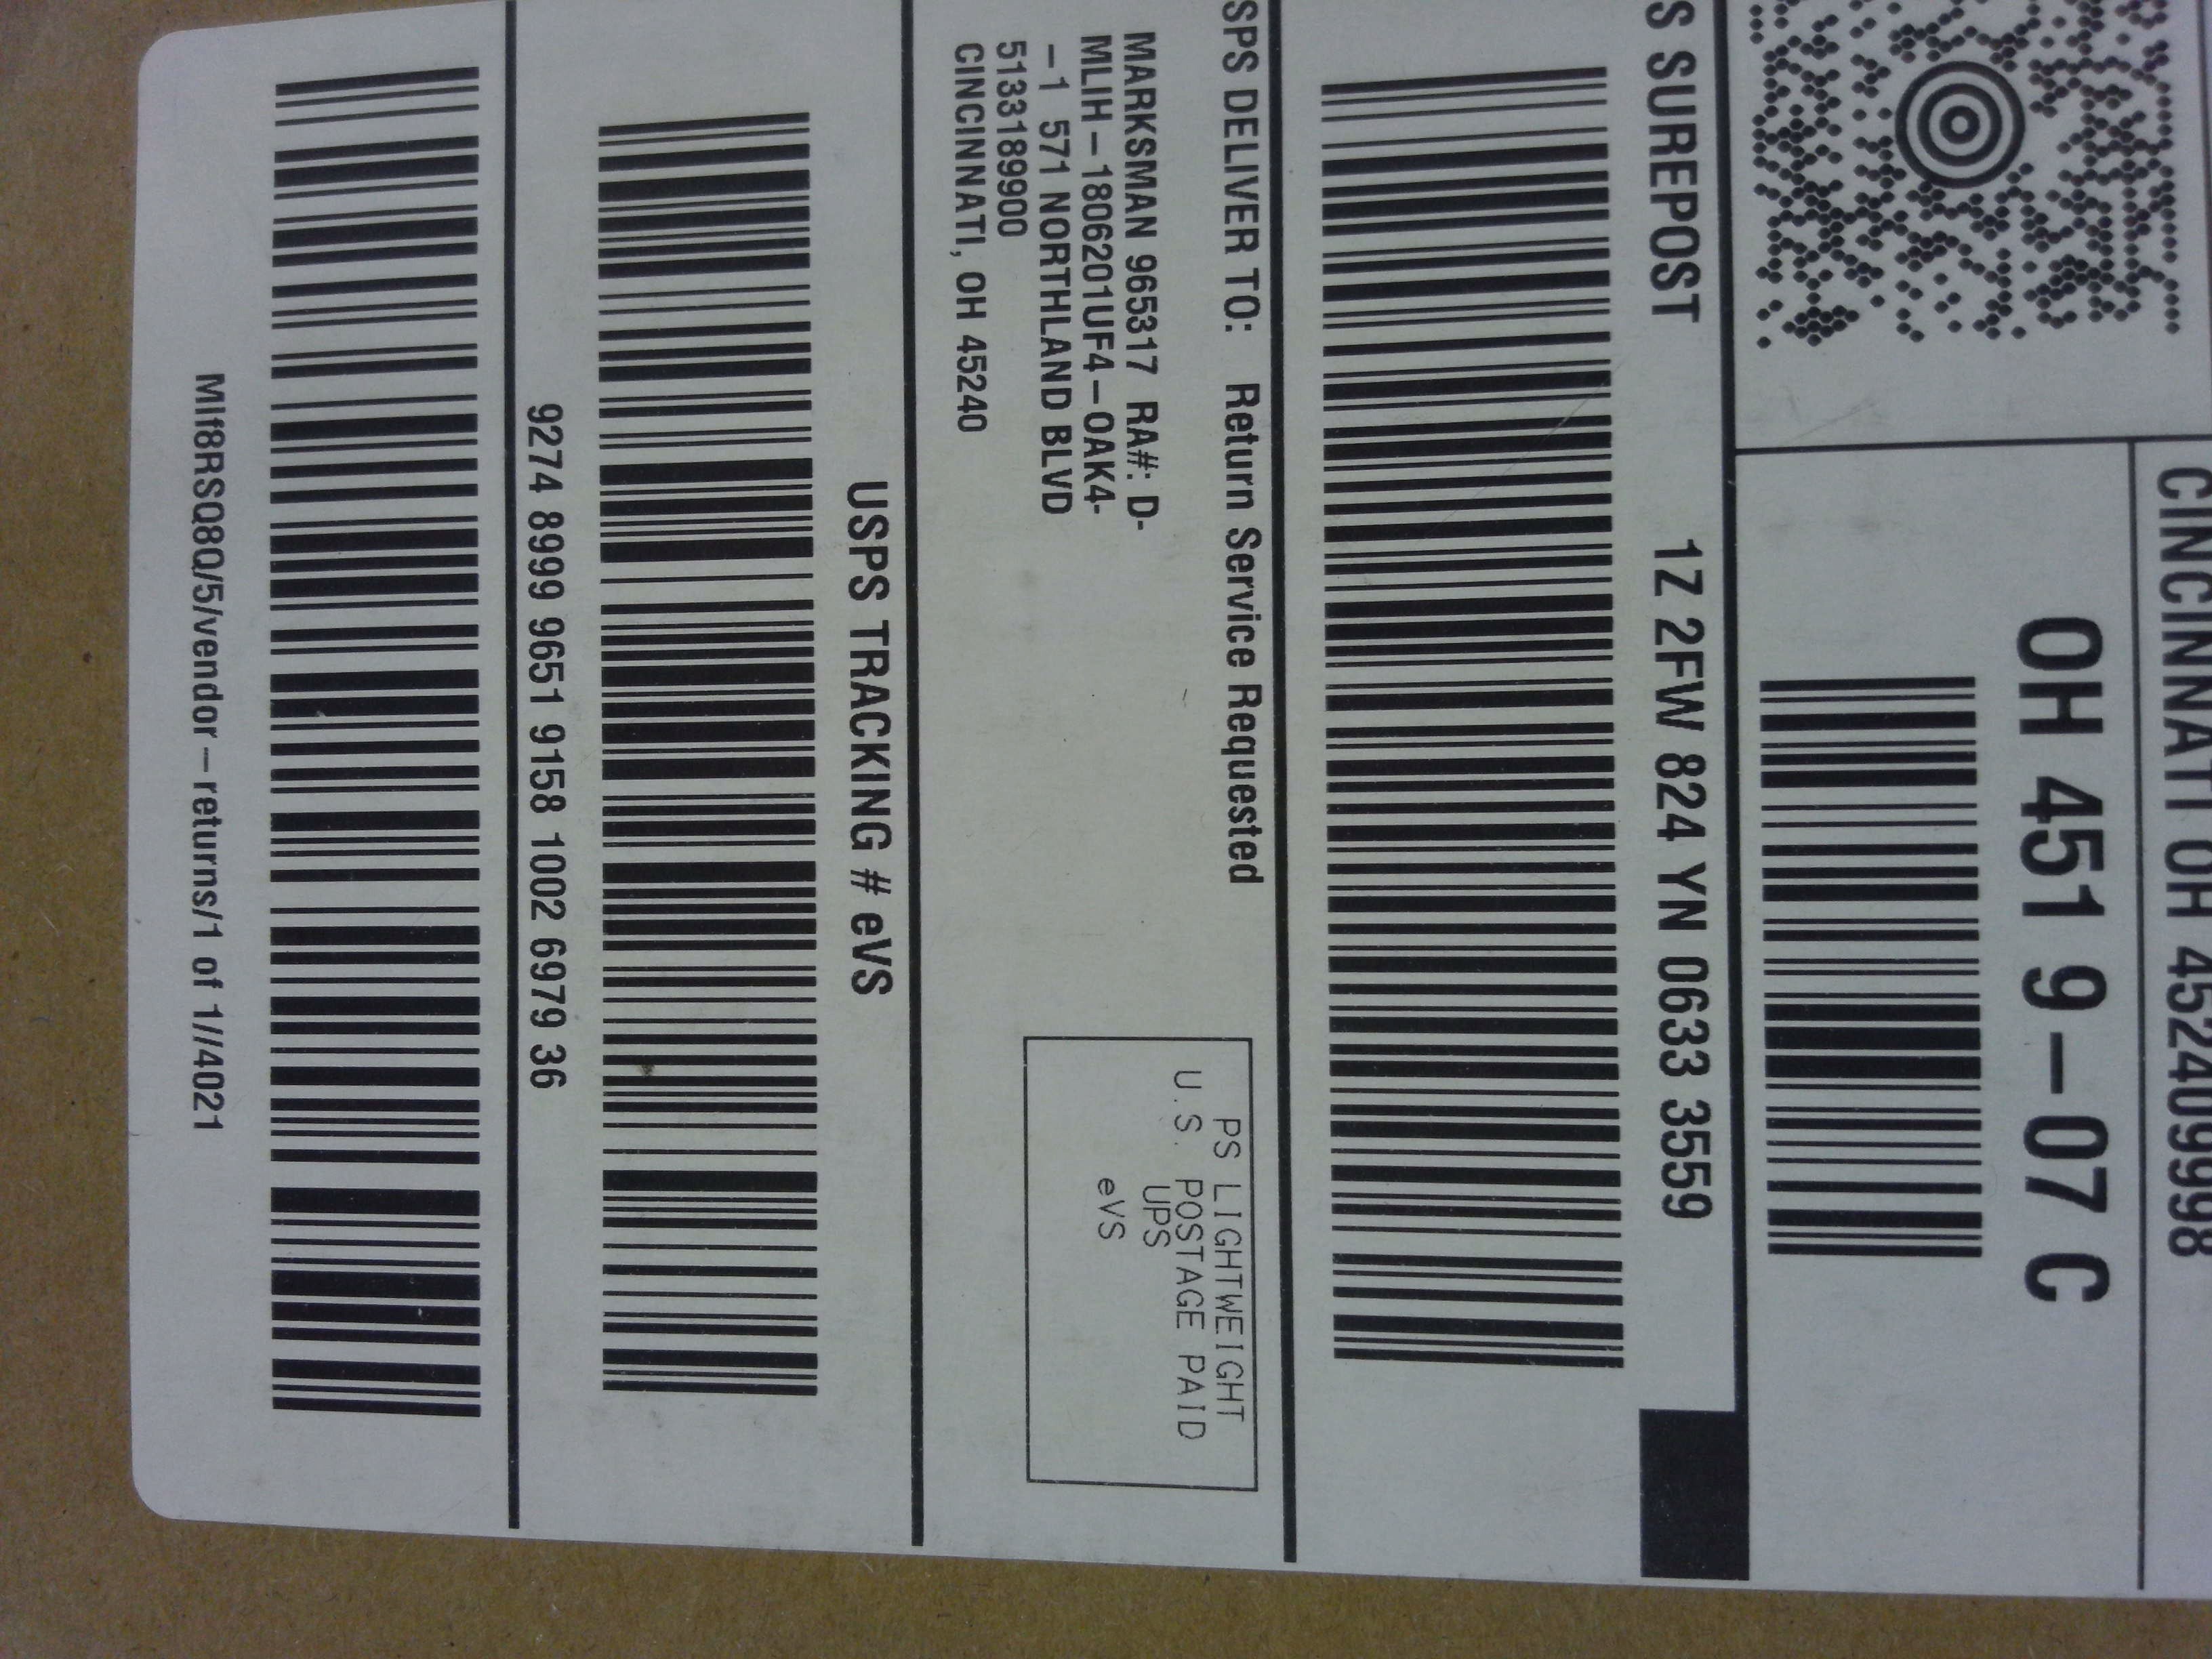 CINCINNATI OH 452409998
OH 451 9-07 C
S SUREPOST
1Z 2FW 824 YN 0633 3559
SPS DELIVER TO: Return Service Requested
MARKSMAN 965317 RA#: D-
MLIH-1806201UF4-OAK4-
-1 571 NORTHLAND BLVD
5133189900
CINCINNATI, OH 45240
PS LIGHTWEIGHT
U.S. POSTAGE PAID
UPS
eVS
USPS TRACKING # eVS
9274 8999 9651 9158 1002 6979 36
MIf8RSQ8Q/5/vendor-returns/1 of 1//4021